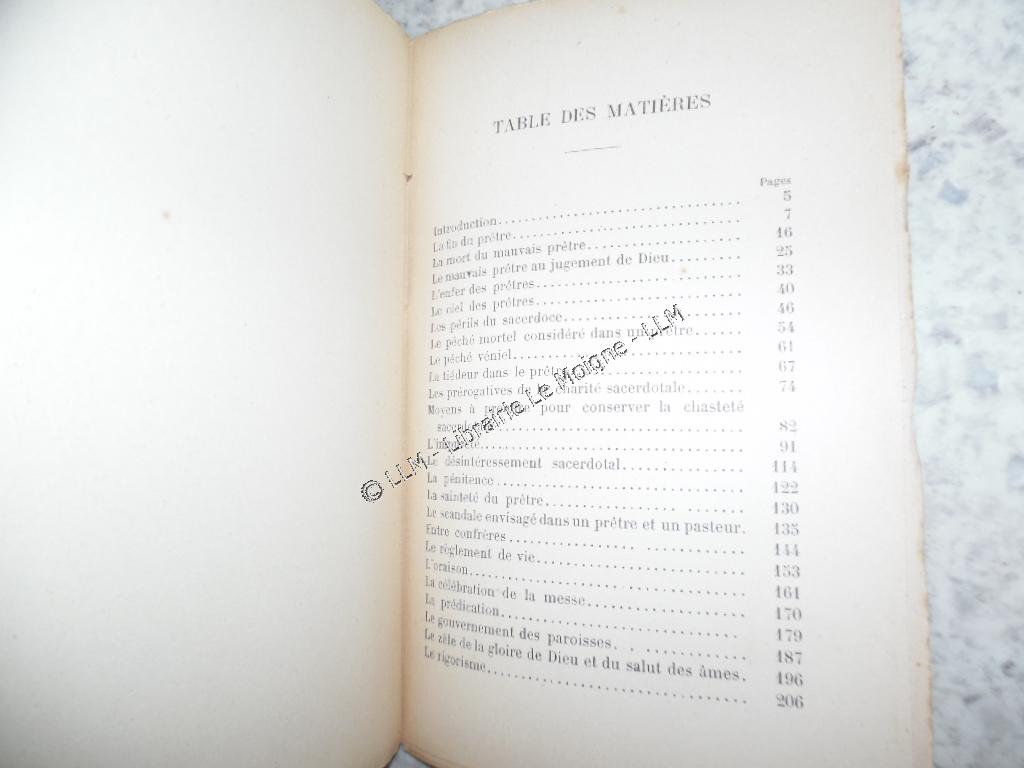 TABLE DES MATIÈRES
Pages
Introduction 5
La fin du prêtre 7
La mort du mauvais prêtre 16
Le mauvais prêtre au jugement de Dieu 25
L'enfer des prêtres 33
Le ciel des prêtres 40
Les périls du sacerdoce 46
Le péché mortel considéré dans un prêtre 54
Le péché véniel 61
La tiédeur dans le prêtre 67
Les prérogatives de la charité sacerdotale 74
Moyens à prendre pour conserver la chasteté
sacerdotale 82
L'impureté 91
Le désintéressement sacerdotal 114
La pénitence 122
La sainteté du prêtre 130
Le scandale envisagé dans un prêtre et un pasteur. 135
Entre confrères 144
Le règlement de vie 153
L'oraison 161
La célébration de la messe 170
La prédication 179
Le gouvernement des paroisses 187
Le zèle de la gloire de Dieu et du salut des âmes. 196
Le rigorisme 206
© LLM - Librairie Le Moigne - LLM